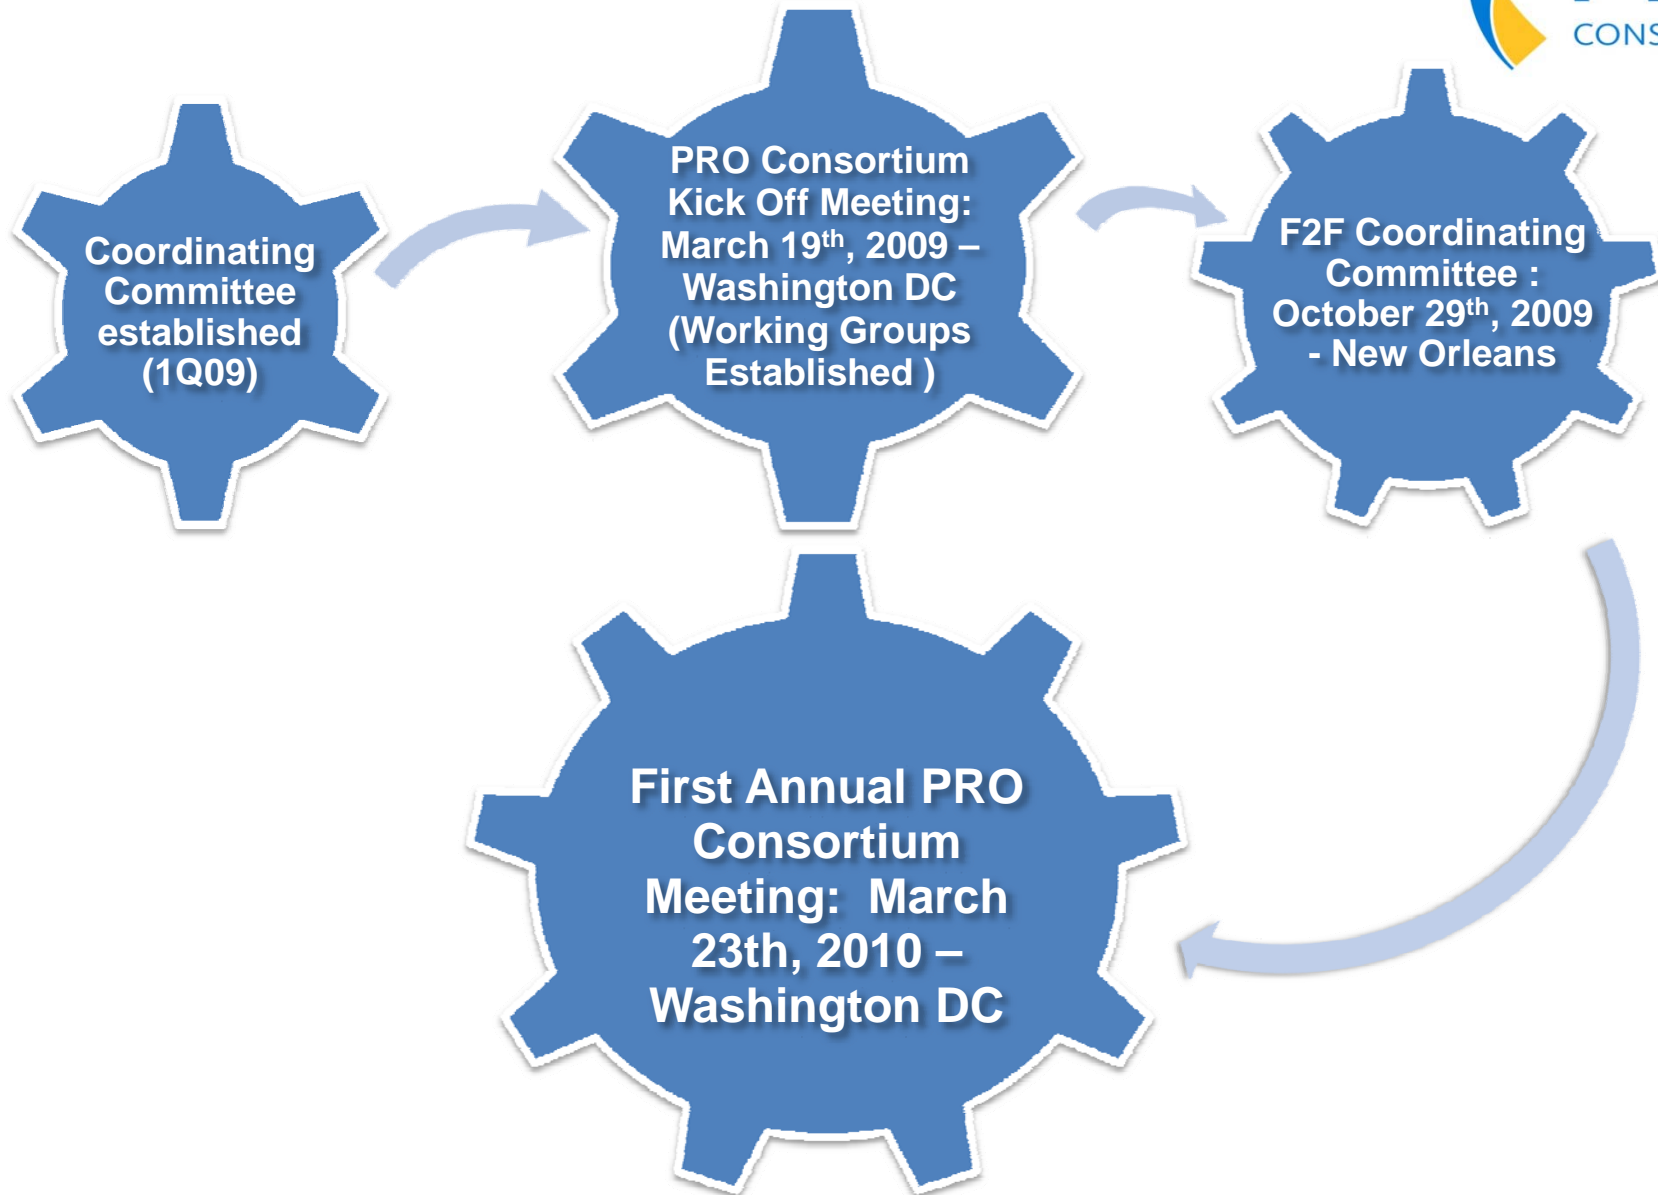 CONS
Coordinating
Committee
established
(1Q09)
PRO Consortium
Kick Off Meeting:
March 19th, 2009 –
Washington DC
(Working Groups
Established )
F2F Coordinating
Committee :
October 29th, 2009
- New Orleans
First Annual PRO
Consortium
Meeting:  March
23th, 2010 –
Washington DC